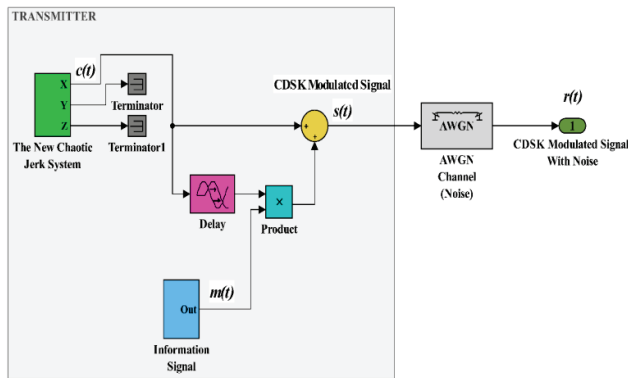 TRANSMITTER
c(t)
X
Y
Z
The New Chaotic
Jerk System
Terminator
Terminator1
CDSK Modulated Signal
s(t)
+
+
Delay
×
Product
m(t)
Out
Information
Signal
AWGN
AWGN
Channel
(Noise)
r(t)
1
CDSK Modulated Signal
With Noise